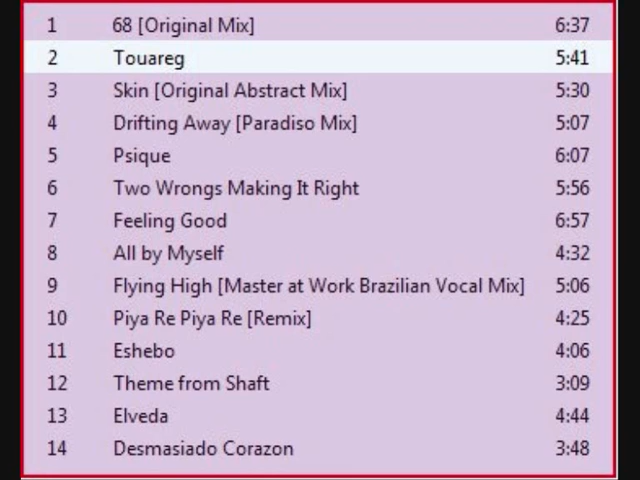 1 68 [Original Mix] 6:37
2 Touareg 5:41
3 Skin [Original Abstract Mix] 5:30
4 Drifting Away [Paradiso Mix] 5:07
5 Psique 6:07
6 Two Wrongs Making It Right 5:56
7 Feeling Good 6:57
8 All by Myself 4:32
9 Flying High [Master at Work Brazilian Vocal Mix] 5:06
10 Piya Re Piya Re [Remix] 4:25
11 Eshebo 4:06
12 Theme from Shaft 3:09
13 Elveda 4:44
14 Desmasiado Corazon 3:48